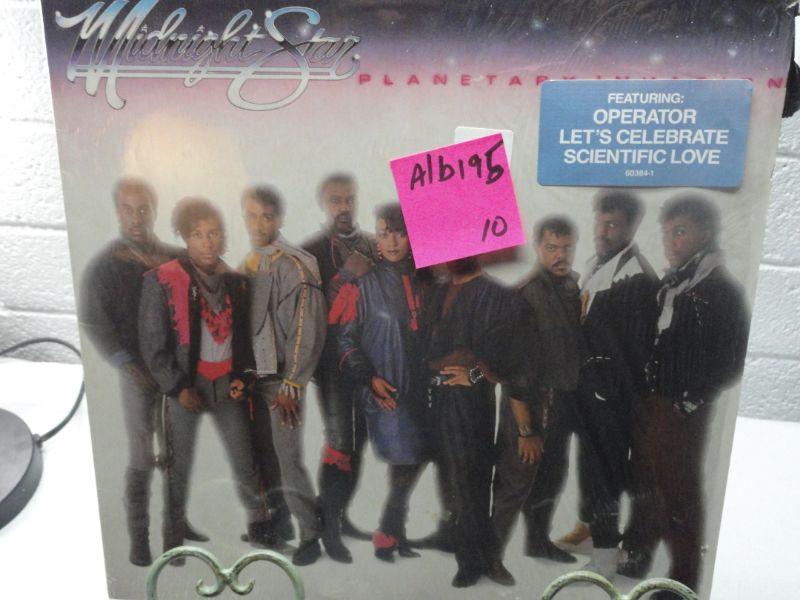 Midnight Star
PLANETARY INVASION
FEATURING:
OPERATOR
LET'S CELEBRATE
SCIENTIFIC LOVE
60384-1
Alb195
10